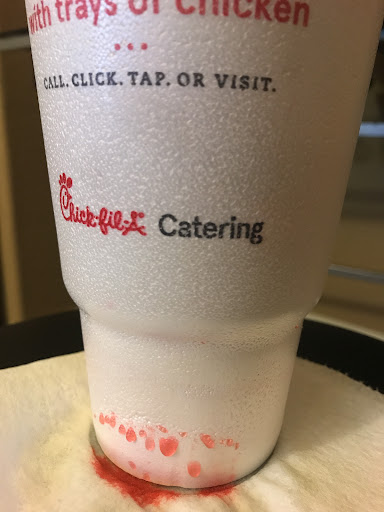 with trays of chicken
CALL. CLICK. TAP. OR VISIT.
Chick-fil-A Catering